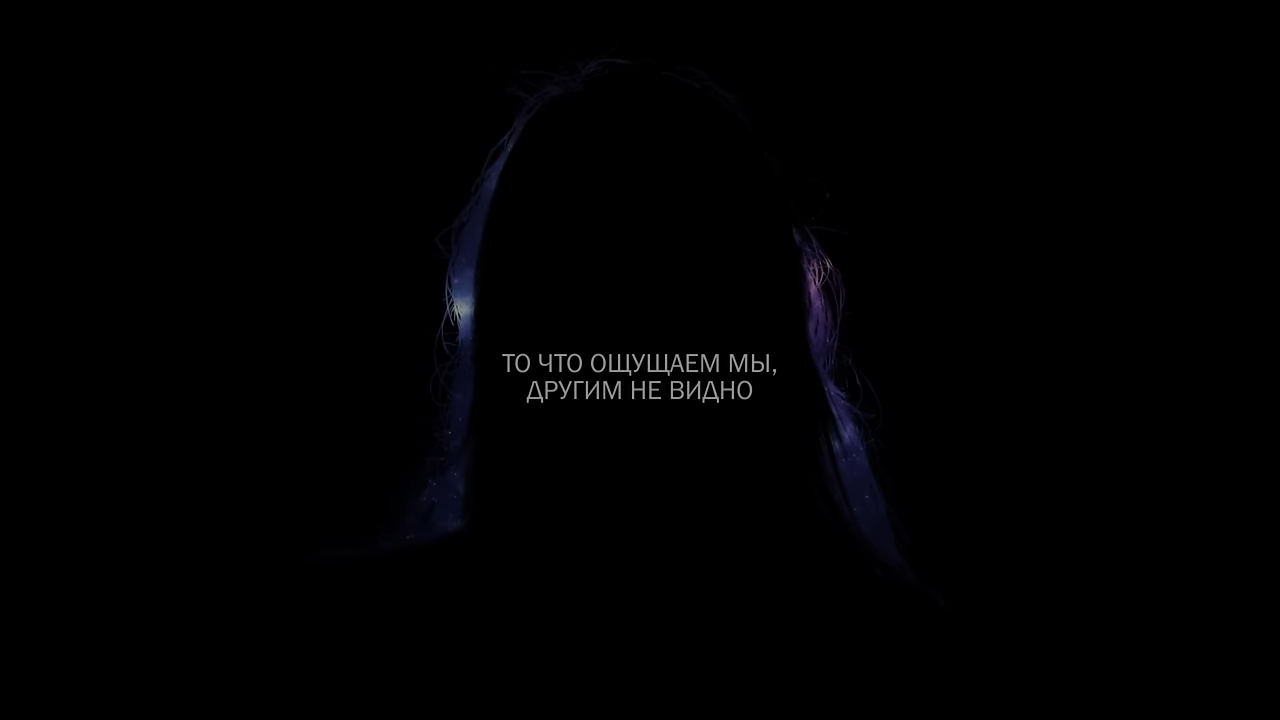 ТО ЧТО ОЩУЩАЕМ МЫ,
ДРУГИМ НЕ ВИДНО